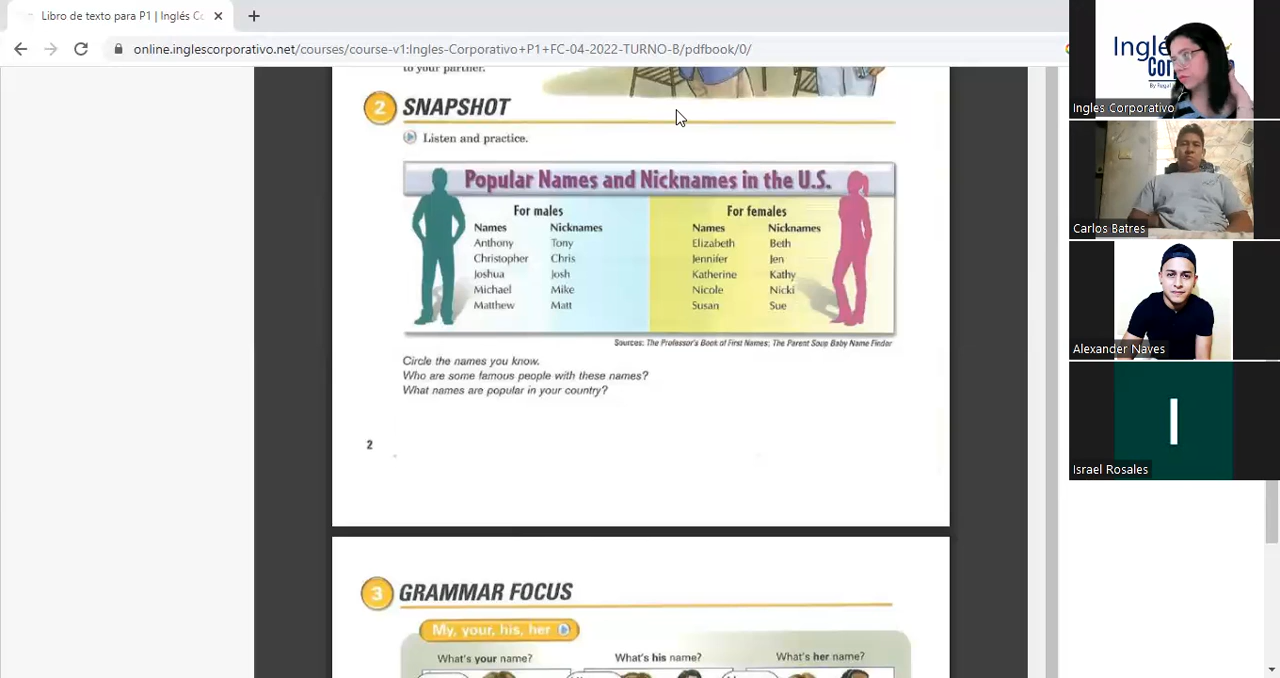 Libro de texto para P1 | Inglés Co
online.inglescorporativo.net/courses/course-v1:Ingles-Corporativo+P1+FC-04-2022-TURNO-B/pdfbook/0/
to your partner.
2 SNAPSHOT
Listen and practice.
Popular Names and Nicknames in the U.S.
For males
Names Nicknames
Anthony Tony
Christopher Chris
Joshua Josh
Michael Mike
Matthew Matt
For females
Names Nicknames
Elizabeth Beth
Jennifer Jen
Katherine Kathy
Nicole Nicki
Susan Sue
Sources: The Professor's Book of First Names; The Parent Soup Baby Name Finder
Circle the names you know.
Who are some famous people with these names?
What names are popular in your country?
2
3 GRAMMAR FOCUS
My, your, his, her
What's your name? What's his name? What's her name?
Ingles Corporativo
Carlos Batres
Alexander Naves
I
Israel Rosales